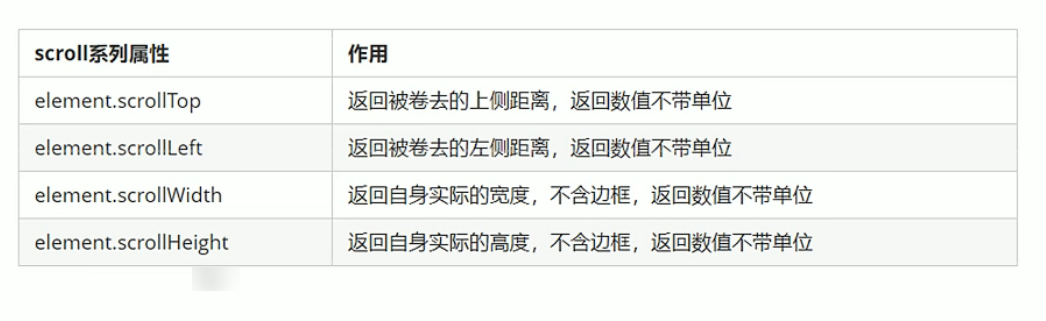 scroll系列属性 作用
element.scrollTop 返回被卷去的上侧距离，返回数值不带单位
element.scrollLeft 返回被卷去的左侧距离，返回数值不带单位
element.scrollWidth 返回自身实际的宽度，不含边框，返回数值不带单位
element.scrollHeight 返回自身实际的高度，不含边框，返回数值不带单位